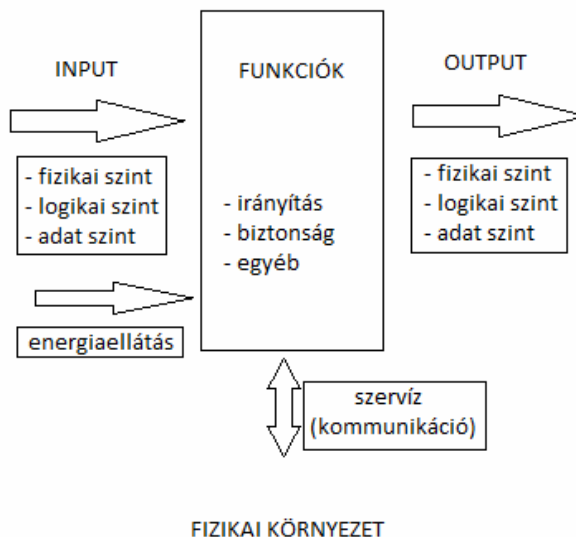 INPUT
- fizikai szint
- logikai szint
- adat szint
energiaellátás
FUNKCIÓK
- irányítás
- biztonság
- egyéb
OUTPUT
- fizikai szint
- logikai szint
- adat szint
szervíz
(kommunikáció)
FIZIKAI KÖRNYEZET